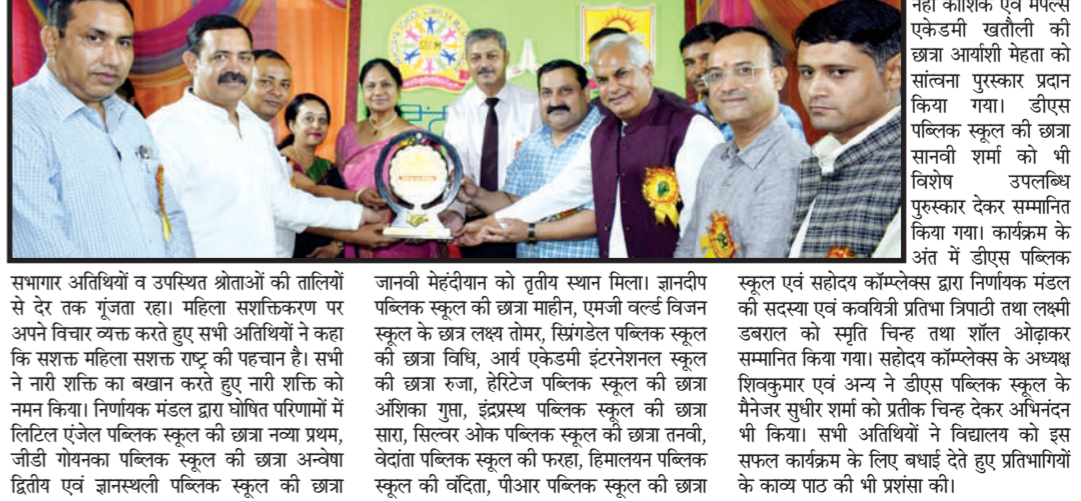 सभागार अतिथियों व उपस्थित श्रोताओं की तालियों
से देर तक गूंजता रहा। महिला सशक्तिकरण पर
अपने विचार व्यक्त करते हुए सभी अतिथियों ने कहा
कि सशक्त महिला सशक्त राष्ट्र की पहचान है। सभी
ने नारी शक्ति का बखान करते हुए नारी शक्ति को
नमन किया। निर्णायक मंडल द्वारा घोषित परिणामों में
लिटिल एंजेल पब्लिक स्कूल की छात्रा नव्या प्रथम,
जीडी गोयनका पब्लिक स्कूल की छात्रा अन्वेषा
द्वितीय एवं ज्ञानस्थली पब्लिक स्कूल की छात्रा
जानवी मेहंदीयान को तृतीय स्थान मिला। ज्ञानदीप
पब्लिक स्कूल की छात्रा माहीन, एमजी वर्ल्ड विजन
स्कूल के छात्र लक्ष्य तोमर, स्प्रिंगडेल पब्लिक स्कूल
की छात्रा विधि, आर्य एकेडमी इंटरनेशनल स्कूल
की छात्रा रुजा, हेरिटेज पब्लिक स्कूल की छात्रा
अंशिका गुप्ता, इंद्रप्रस्थ पब्लिक स्कूल की छात्रा
सारा, सिल्वर ओक पब्लिक स्कूल की छात्रा तनवी,
वेदांता पब्लिक स्कूल की फरहा, हिमालयन पब्लिक
स्कूल की वंदिता, पीआर पब्लिक स्कूल की छात्रा
कौशिक एवं मेपल्स
एकेडमी खतौली की
छात्रा आर्याशी मेहता को
सांत्वना पुरस्कार प्रदान
किया गया। डीएस
पब्लिक स्कूल की छात्रा
सानवी शर्मा को भी
विशेष उपलब्धि
पुरुस्कार देकर सम्मानित
किया गया। कार्यक्रम के
अंत में डीएस पब्लिक
स्कूल एवं सहोदय कॉम्प्लेक्स द्वारा निर्णायक मंडल
की सदस्या एवं कवयित्री प्रतिभा त्रिपाठी तथा लक्ष्मी
डबराल को स्मृति चिन्ह तथा शॉल ओढ़ाकर
सम्मानित किया गया। सहोदय कॉम्प्लेक्स के अध्यक्ष
शिवकुमार एवं अन्य ने डीएस पब्लिक स्कूल के
मैनेजर सुधीर शर्मा को प्रतीक चिन्ह देकर अभिनंदन
भी किया। सभी अतिथियों ने विद्यालय को इस
सफल कार्यक्रम के लिए बधाई देते हुए प्रतिभागियों
के काव्य पाठ की भी प्रशंसा की।